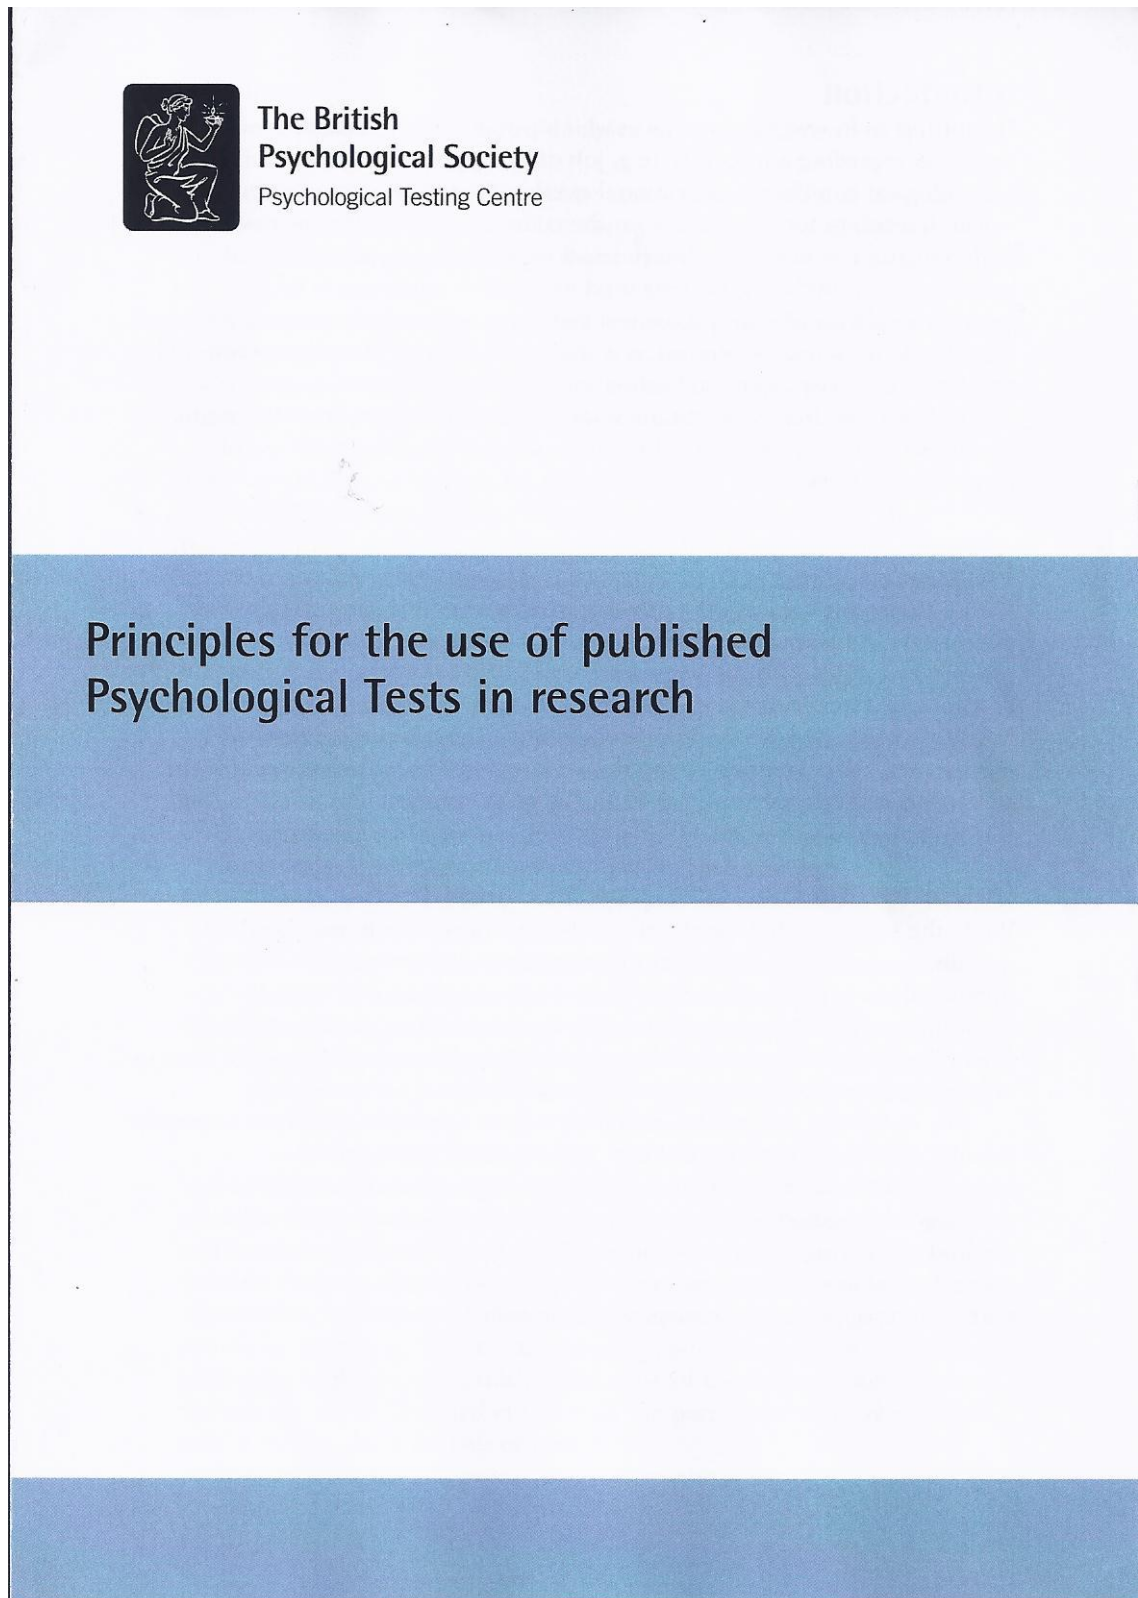 The British
Psychological Society
Psychological Testing Centre
Principles for the use of published
Psychological Tests in research